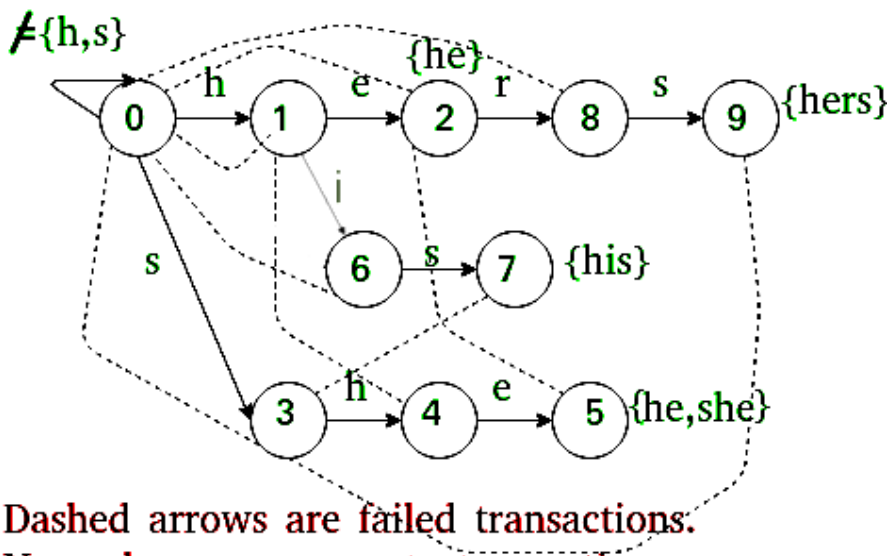 ≠{h,s}
{he}
h e r s
0 1 2 8 9
{hers}
i
s
s
6 7
{his}
h e
3 4 5
{he,she}
Dashed arrows are failed transactions.